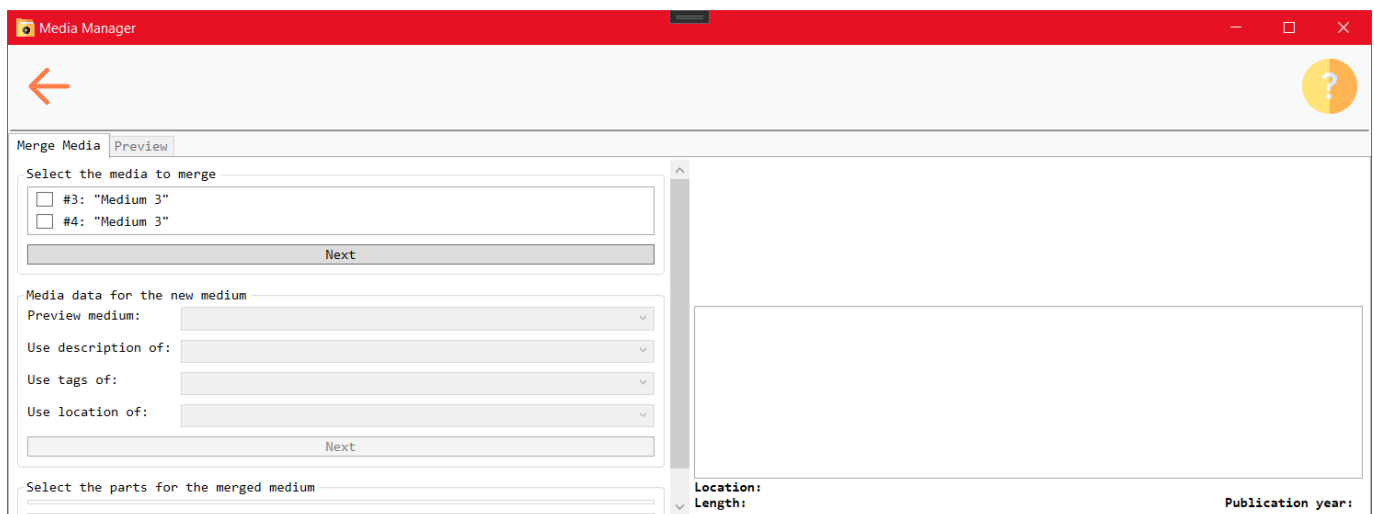 Media Manager
?
Merge Media Preview
Select the media to merge
#3: "Medium 3"
#4: "Medium 3"
Next
Media data for the new medium
Preview medium:
Use description of:
Use tags of:
Use location of:
Next
Select the parts for the merged medium
Location:
Length: Publication year: